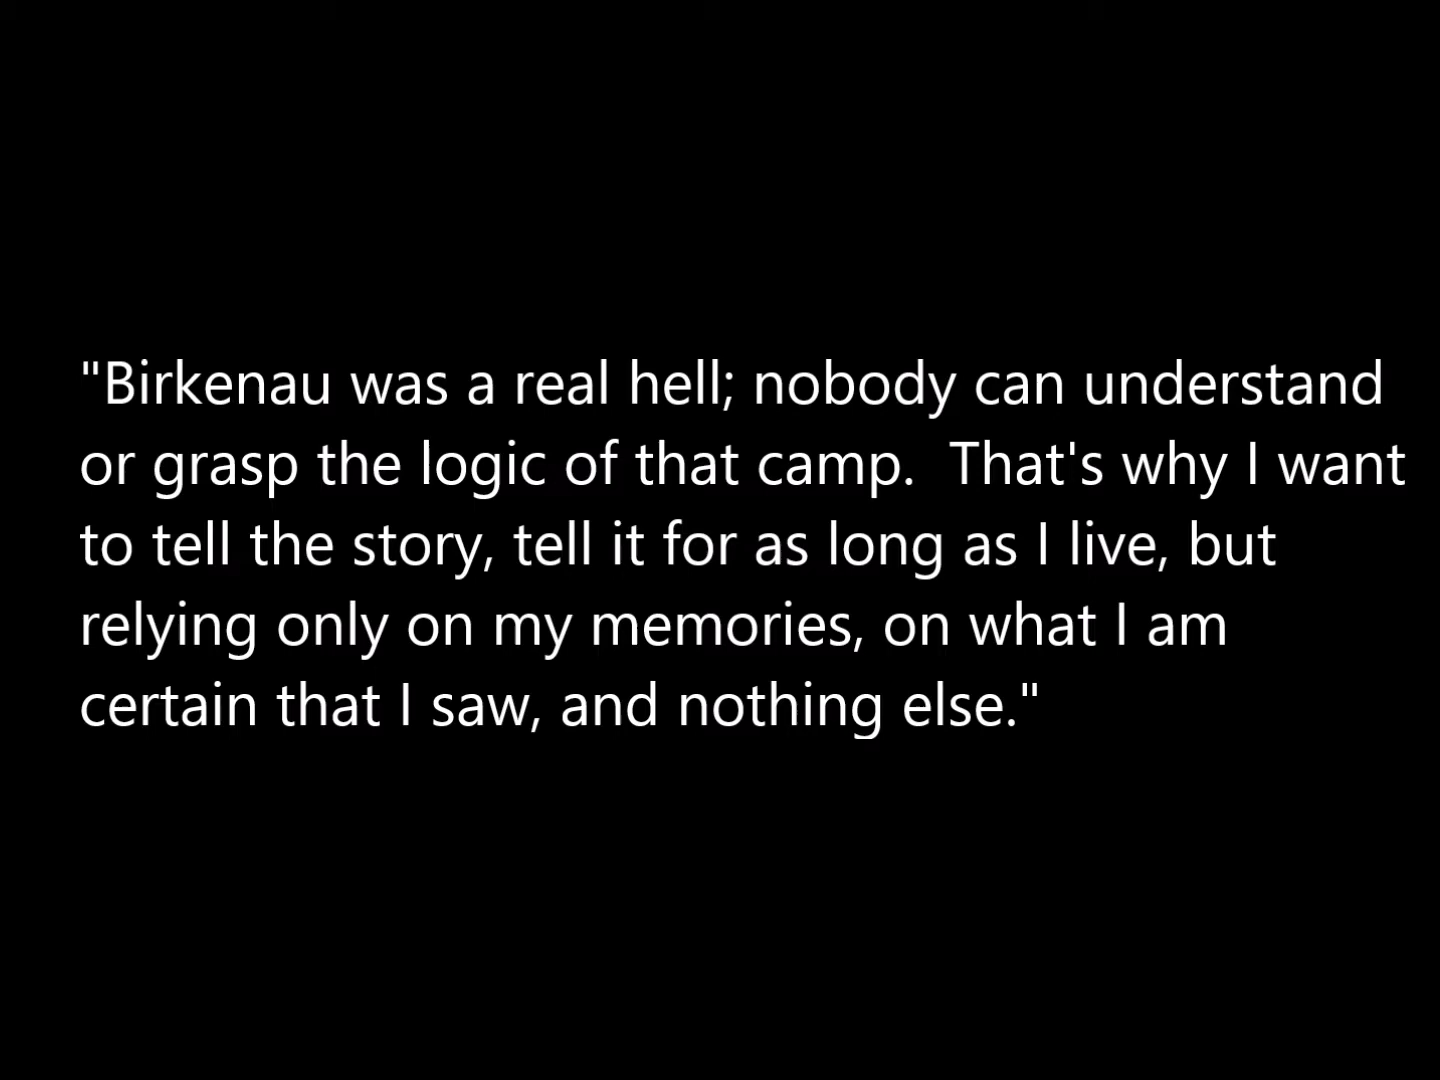 "Birkenau was a real hell; nobody can understand
or grasp the logic of that camp.  That's why I want
to tell the story, tell it for as long as I live, but
relying only on my memories, on what I am
certain that I saw, and nothing else."